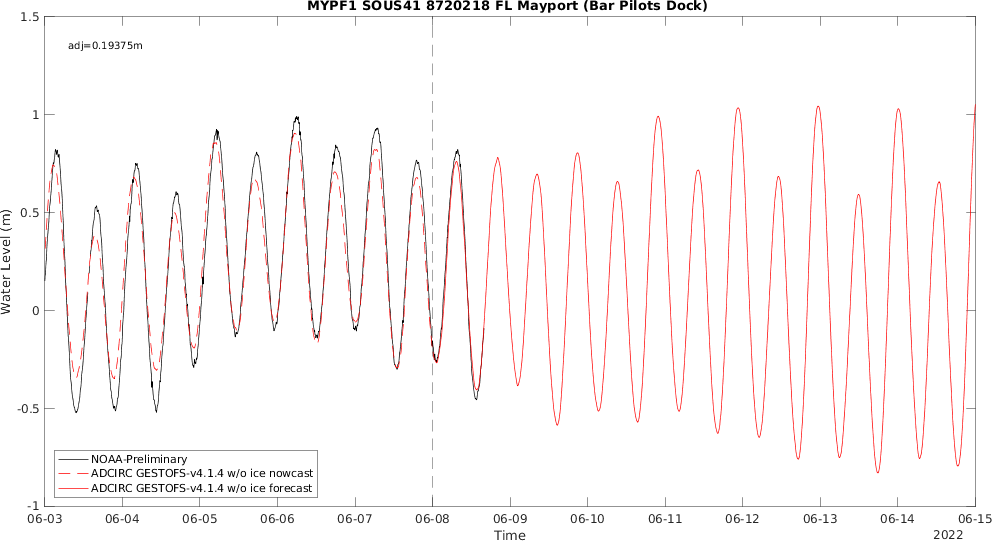 MYPF1 SOUS41 8720218 FL Mayport (Bar Pilots Dock)
1.5
adj=0.19375m
1
0.5
Water Level (m)
0
-0.5
NOAA-Preliminary
ADCIRC GESTOFS-v4.1.4 w/o ice nowcast
ADCIRC GESTOFS-v4.1.4 w/o ice forecast
-1
06-03 06-04 06-05 06-06 06-07 06-08 06-09 06-10 06-11 06-12 06-13 06-14 06-15
Time
2022